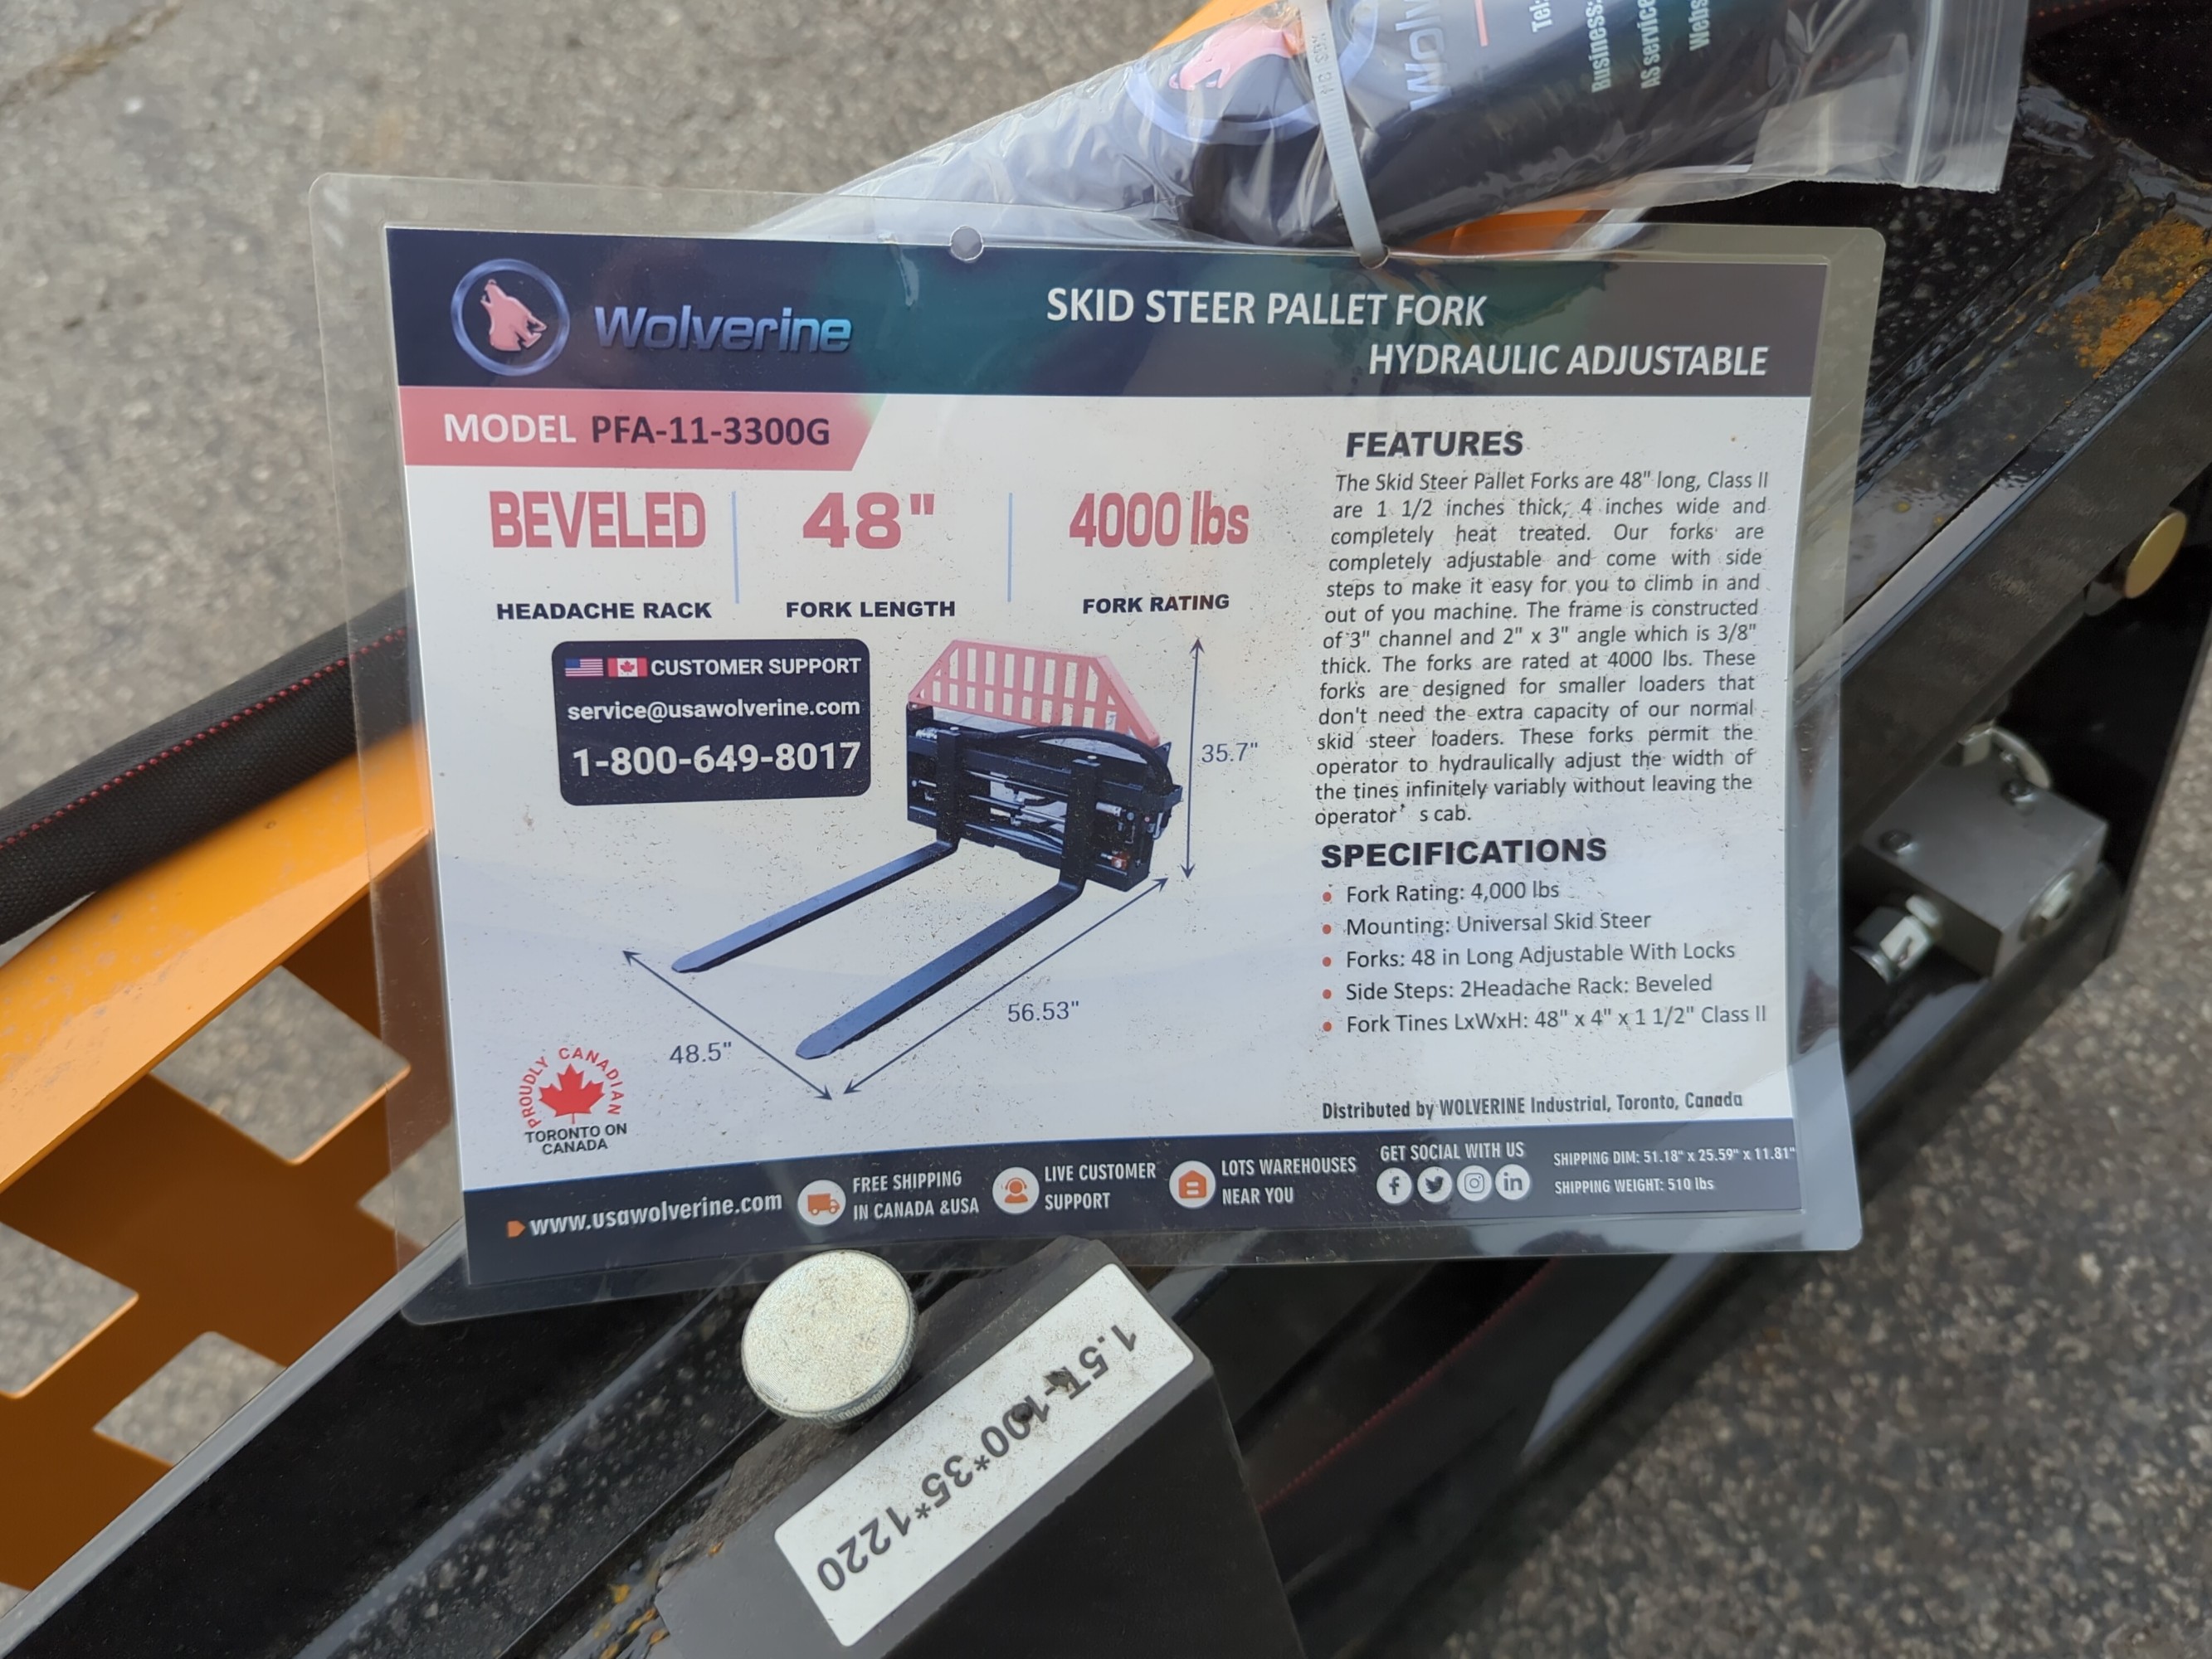 Wolv
Tel:
Business:
AS service
Webs
Wolverine
SKID STEER PALLET FORK
HYDRAULIC ADJUSTABLE
MODEL PFA-11-3300G
BEVELED
HEADACHE RACK
48"
FORK LENGTH
4000 lbs
FORK RATING
CUSTOMER SUPPORT
service@usawolverine.com
1-800-649-8017
35.7"
56.53"
48.5"
PROUDLY CANADIAN
TORONTO ON
CANADA
FEATURES
The Skid Steer Pallet Forks are 48" long, Class II
are 1 1/2 inches thick, 4 inches wide and
completely heat treated. Our forks are
completely adjustable and come with side
steps to make it easy for you to climb in and
out of you machine. The frame is constructed
of 3" channel and 2" x 3" angle which is 3/8"
thick. The forks are rated at 4000 lbs. These
forks are designed for smaller loaders that
don't need the extra capacity of our normal
skid steer loaders. These forks permit the
operator to hydraulically adjust the width of
the tines infinitely variably without leaving the
operator' s cab.
SPECIFICATIONS
• Fork Rating: 4,000 lbs
• Mounting: Universal Skid Steer
• Forks: 48 in Long Adjustable With Locks
• Side Steps: 2Headache Rack: Beveled
• Fork Tines LxWxH: 48" x 4" x 1 1/2" Class II
Distributed by WOLVERINE Industrial, Toronto, Canada
www.usawolverine.com
FREE SHIPPING
IN CANADA &USA
LIVE CUSTOMER
SUPPORT
LOTS WAREHOUSES
NEAR YOU
GET SOCIAL WITH US
SHIPPING DIM: 51.18" x 25.59" x 11.81"
SHIPPING WEIGHT: 510 lbs
1.5T-100*35*1220